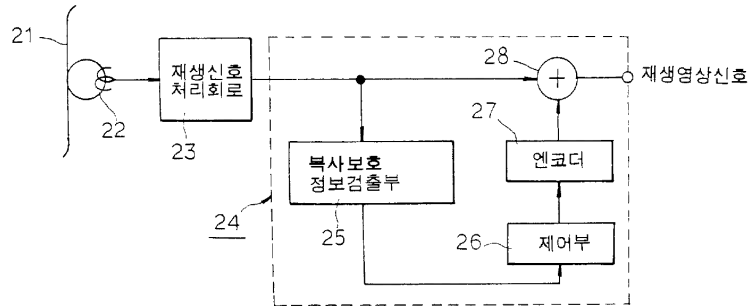 21
22
재생신호
처리회로
23
28
+
재생영상신호
27
엔코더
복사보호
정보검출부
24
25
26
제어부